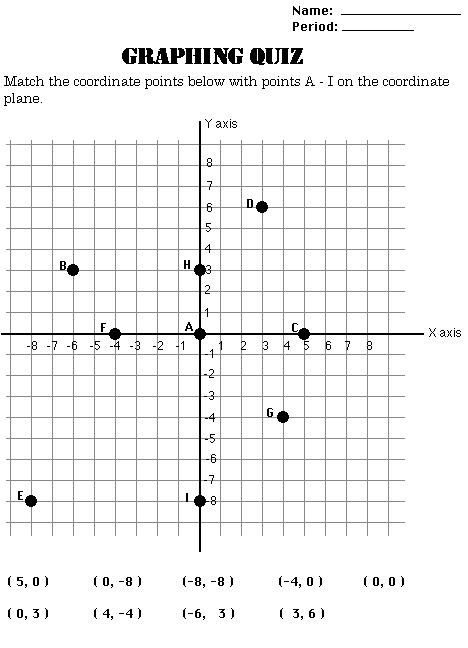 Name:
Period:
GRAPHING QUIZ
Match the coordinate points below with points A - I on the coordinate
plane.
Y axis
8
7
D 6
5
4
B H 3
2
1
F A C X axis
-8 -7 -6 -5 -4 -3 -2 -1 1 2 3 4 5 6 7 8
-1
-2
-3
G -4
-5
-6
-7
E I -8
( 5, 0 ) ( 0, -8 ) (-8, -8 ) (-4, 0 ) ( 0, 0 )
( 0, 3 ) ( 4, -4 ) (-6, 3 ) ( 3, 6 )